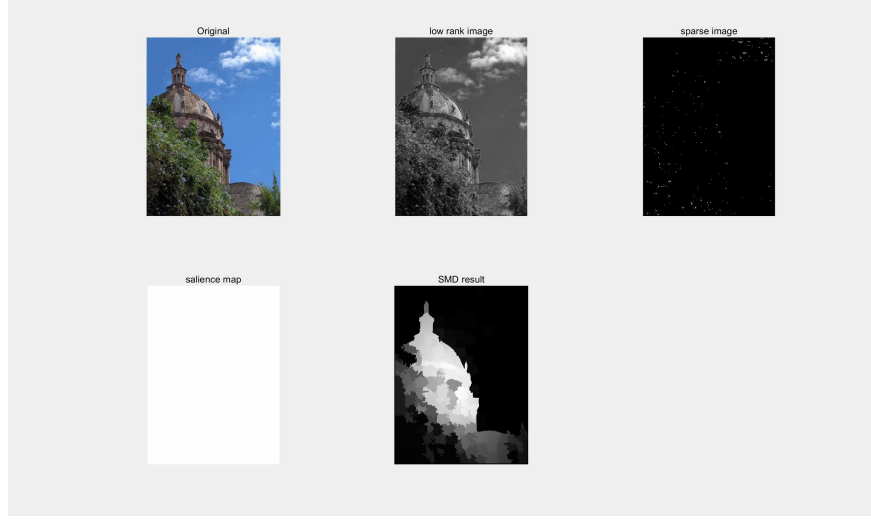 Original
low rank image
sparse image
salience map
SMD result